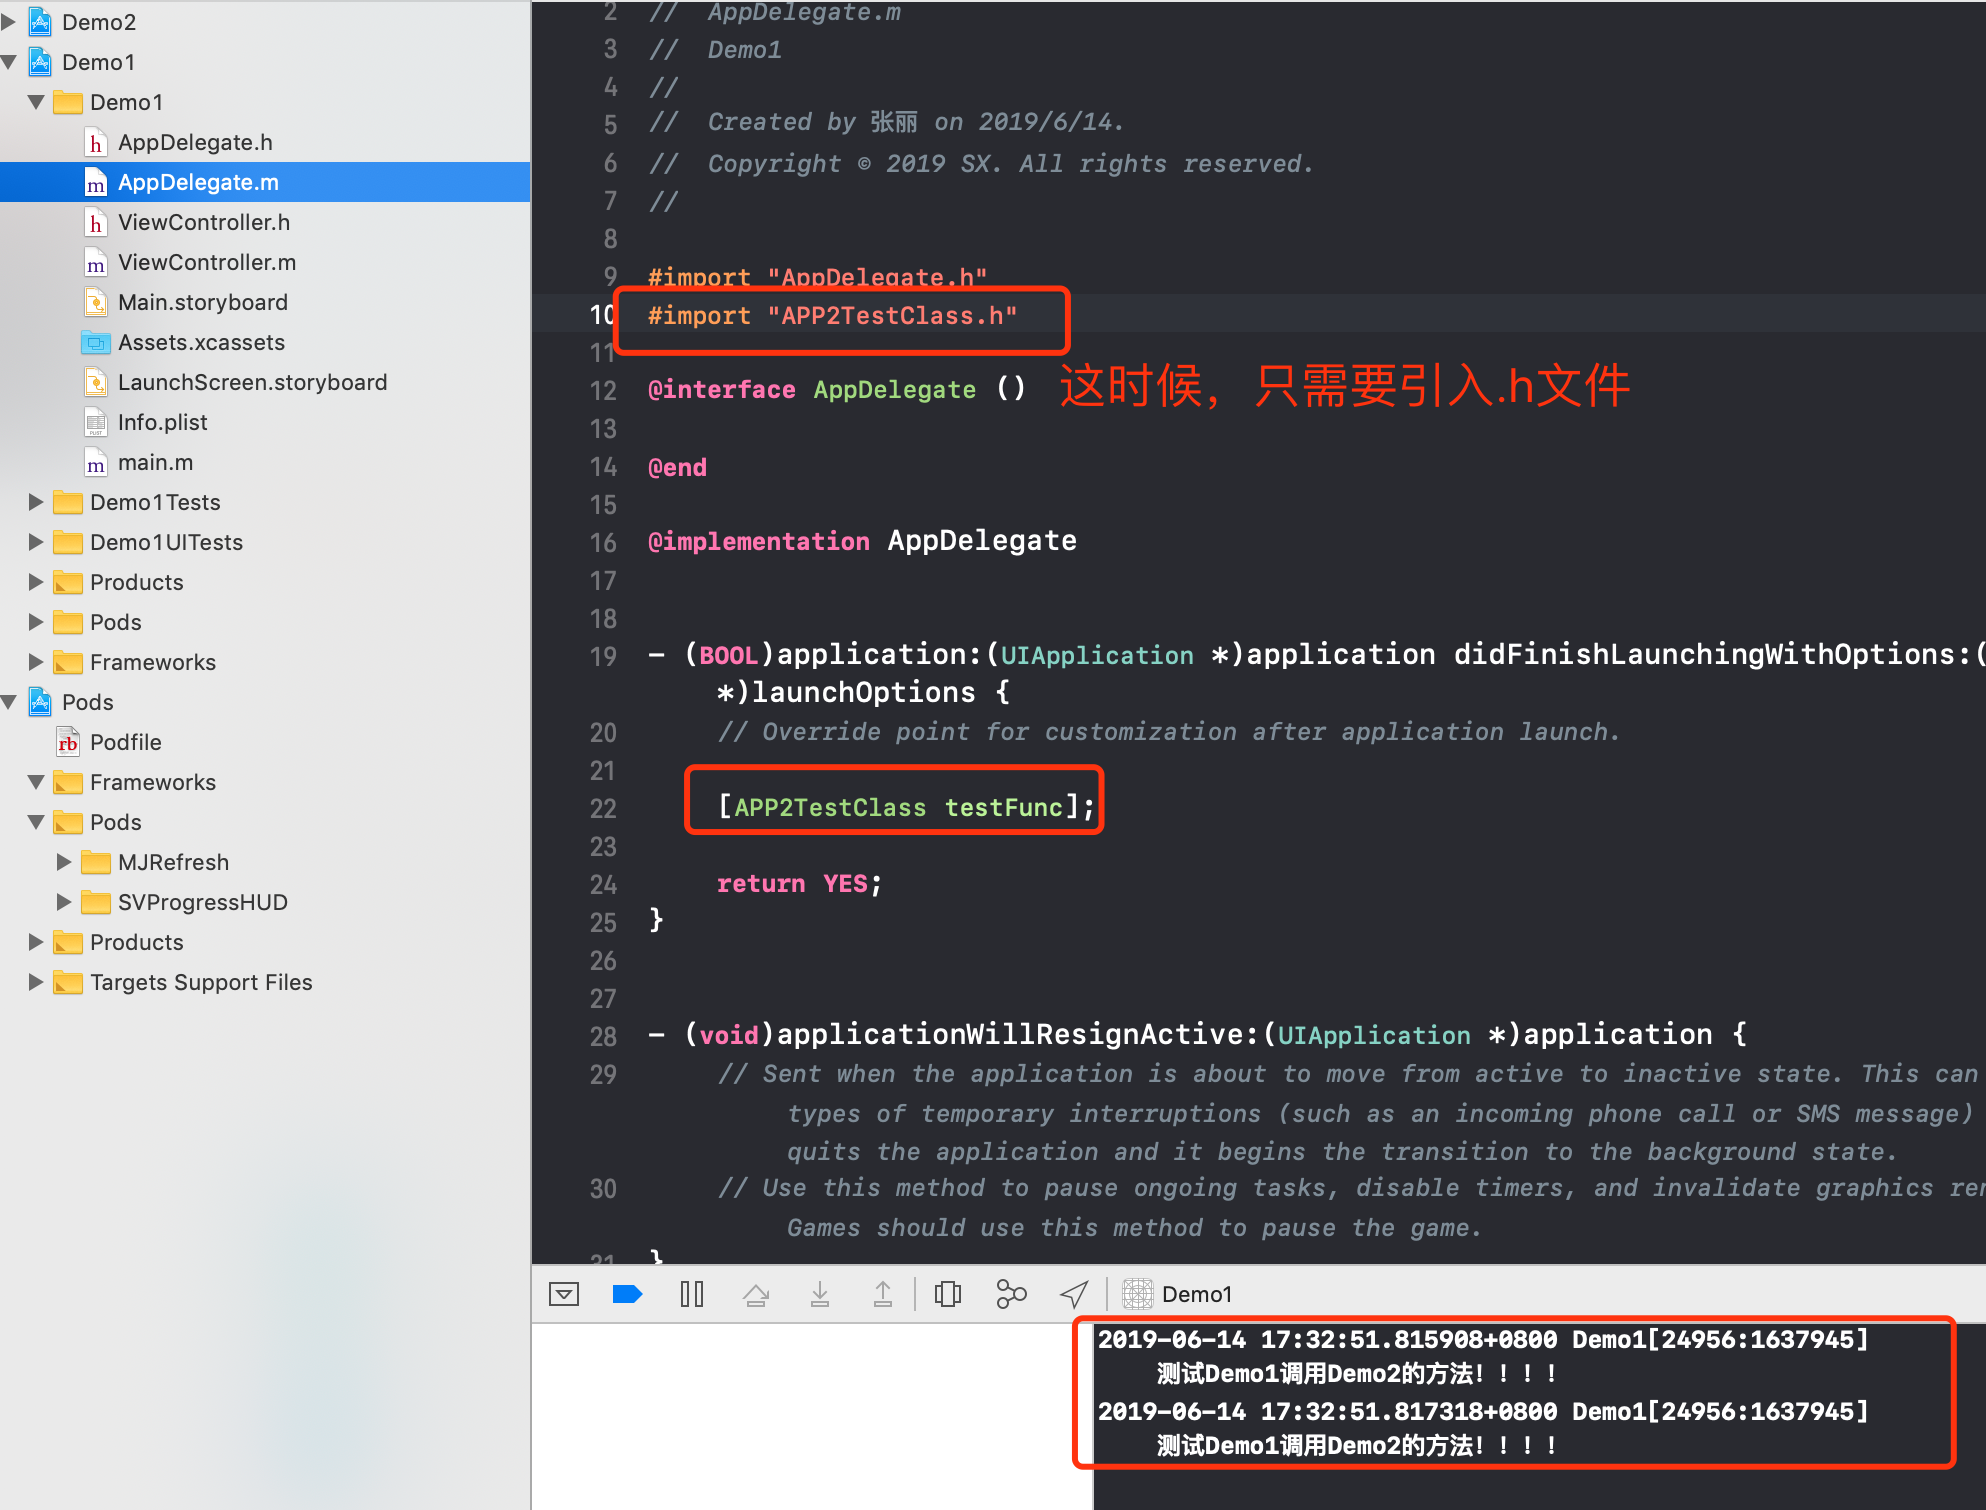 Demo2
Demo1
Demo1
AppDelegate.h
AppDelegate.m
ViewController.h
ViewController.m
Main.storyboard
Assets.xcassets
LaunchScreen.storyboard
Info.plist
main.m
Demo1Tests
Demo1UITests
Products
Pods
Frameworks
Pods
Podfile
Frameworks
Pods
MJRefresh
SVProgressHUD
Products
Targets Support Files
2 // AppDelegate.m
3 // Demo1
4 //
5 // Created by 张丽 on 2019/6/14.
6 // Copyright © 2019 SX. All rights reserved.
7 //
8
9 #import "AppDelegate.h"
10 #import "APP2TestClass.h"
11
12 @interface AppDelegate () 这时候，只需要引入.h文件
13
14 @end
15
16 @implementation AppDelegate
17
18
19 - (BOOL)application:(UIApplication *)application didFinishLaunchingWithOptions:(
*)launchOptions {
20 // Override point for customization after application launch.
21
22 [APP2TestClass testFunc];
23
24 return YES;
25 }
26
27
28 - (void)applicationWillResignActive:(UIApplication *)application {
29 // Sent when the application is about to move from active to inactive state. This can
types of temporary interruptions (such as an incoming phone call or SMS message)
quits the application and it begins the transition to the background state.
30 // Use this method to pause ongoing tasks, disable timers, and invalidate graphics ren
Games should use this method to pause the game.
31 }
Demo1
2019-06-14 17:32:51.815908+0800 Demo1[24956:1637945]
测试Demo1调用Demo2的方法！！！！
2019-06-14 17:32:51.817318+0800 Demo1[24956:1637945]
测试Demo1调用Demo2的方法！！！！